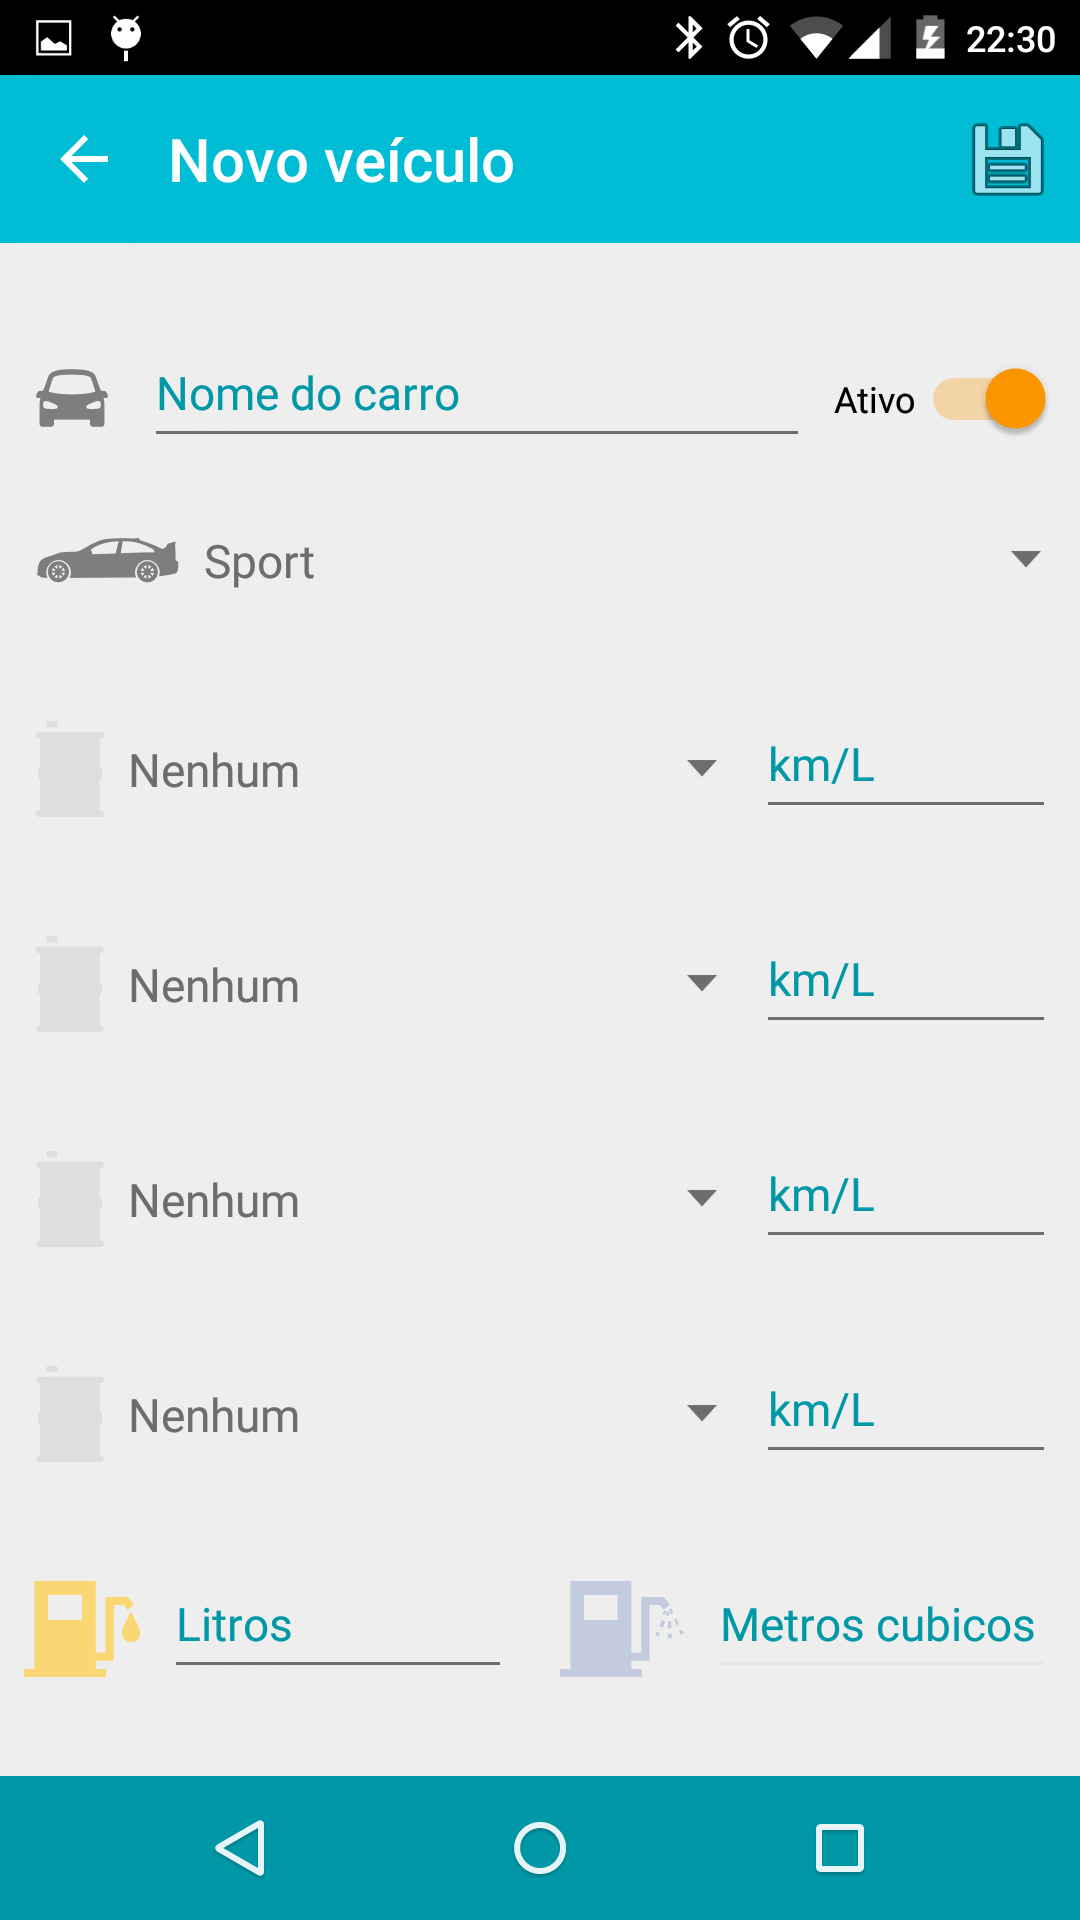 22:30
Novo veículo
Nome do carro
Ativo
Sport
Nenhum km/L
Nenhum km/L
Nenhum km/L
Nenhum km/L
Litros Metros cubicos